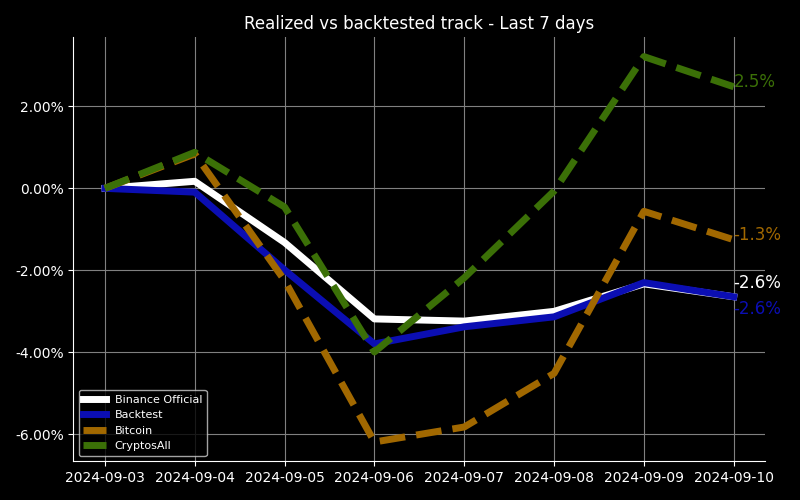 Realized vs backtested track - Last 7 days
2.00%
0.00%
-2.00%
-4.00%
-6.00%
2.5%
-1.3%
-2.6%
-2.6%
Binance Official
Backtest
Bitcoin
CryptosAll
2024-09-03 2024-09-04 2024-09-05 2024-09-06 2024-09-07 2024-09-08 2024-09-09 2024-09-10